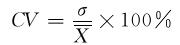 CV = σ / X̄ × 100%